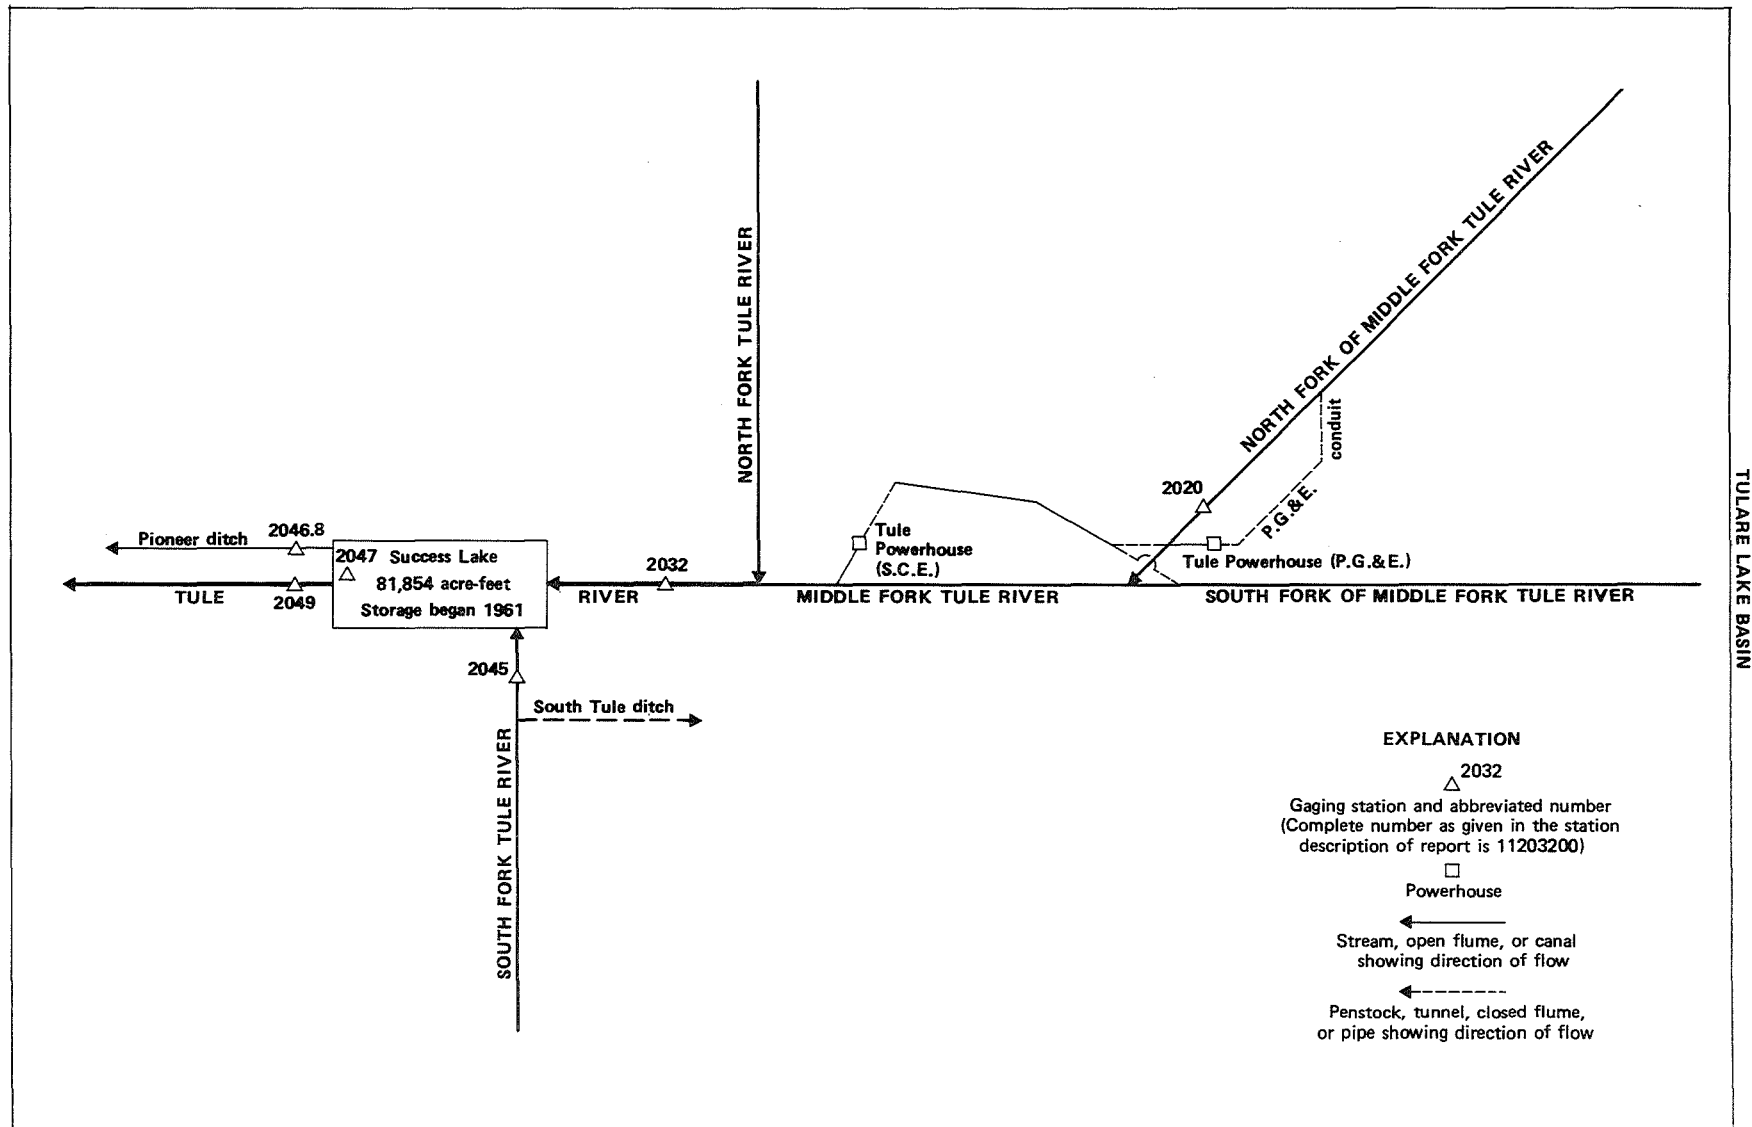 NORTH FORK TULE RIVER
NORTH FORK OF MIDDLE FORK TULE RIVER
conduit
P.G.&E.
2020
Tule
Powerhouse
(S.C.E.)
Tule Powerhouse (P.G.&E.)
Pioneer ditch
2046.8
2047
Success Lake
81,854 acre-feet
Storage began 1961
2032
TULE
2049
RIVER
MIDDLE FORK TULE RIVER
SOUTH FORK OF MIDDLE FORK TULE RIVER
2045
South Tule ditch
SOUTH FORK TULE RIVER
TULARE LAKE BASIN
EXPLANATION
2032
Gaging station and abbreviated number
(Complete number as given in the station
description of report is 11203200)
Powerhouse
Stream, open flume, or canal
showing direction of flow
Penstock, tunnel, closed flume,
or pipe showing direction of flow